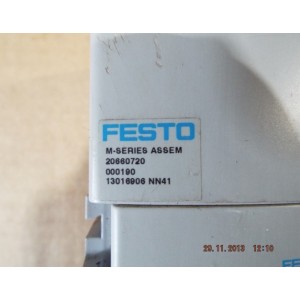 FESTO
M-SERIES ASSEM
20660720
000190
13016906 NN41
29.11.2013 12:10